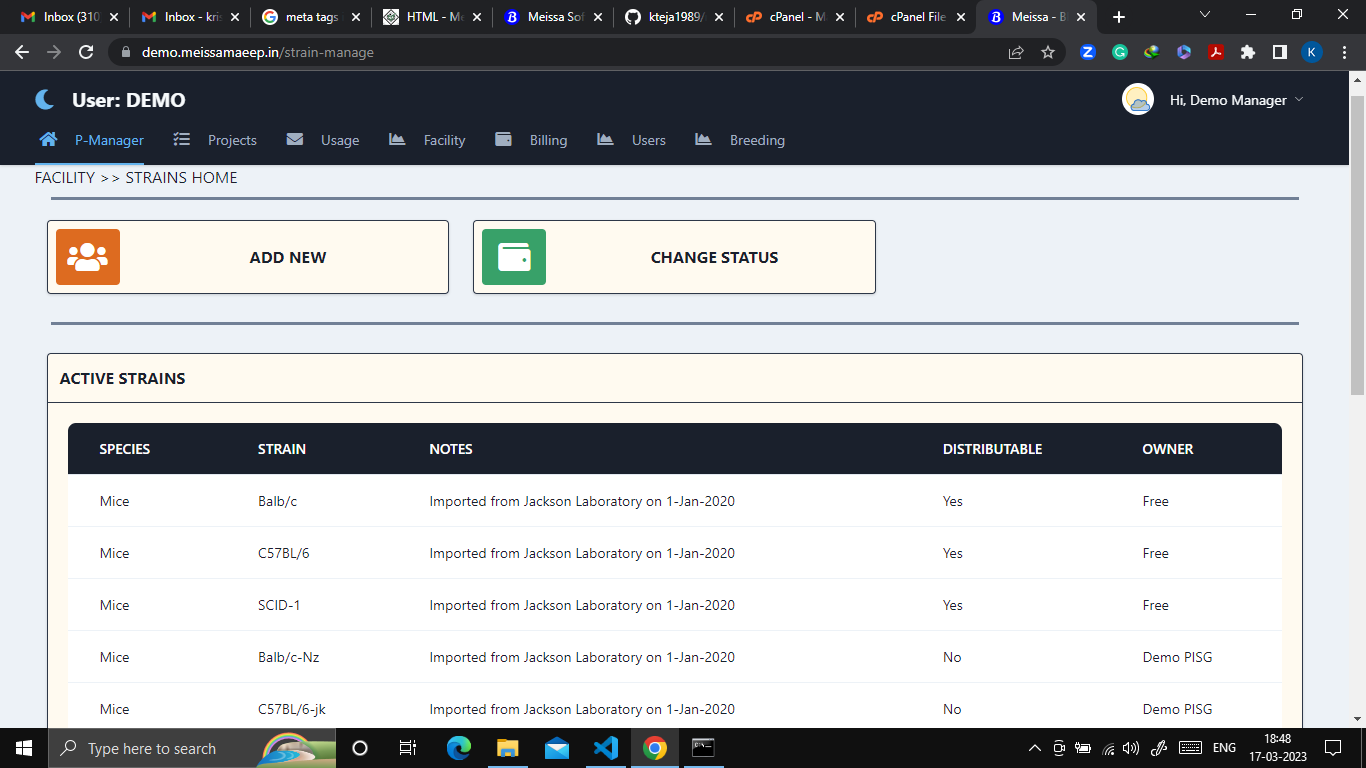 Inbox (310
Inbox - kris
meta tags
HTML - Me
Meissa Sof
kteja1989/
cPanel - M
cPanel File
Meissa - B
demo.meissamaeep.in/strain-manage
K
User: DEMO
Hi, Demo Manager
P-Manager Projects Usage Facility Billing Users Breeding
FACILITY >> STRAINS HOME
ADD NEW
CHANGE STATUS
ACTIVE STRAINS
SPECIES STRAIN NOTES DISTRIBUTABLE OWNER
Mice Balb/c Imported from Jackson Laboratory on 1-Jan-2020 Yes Free
Mice C57BL/6 Imported from Jackson Laboratory on 1-Jan-2020 Yes Free
Mice SCID-1 Imported from Jackson Laboratory on 1-Jan-2020 Yes Free
Mice Balb/c-Nz Imported from Jackson Laboratory on 1-Jan-2020 No Demo PISG
Mice C57BL/6-jk Imported from Jackson Laboratory on 1-Jan-2020 No Demo PISG
Type here to search
ENG
18:48
17-03-2023